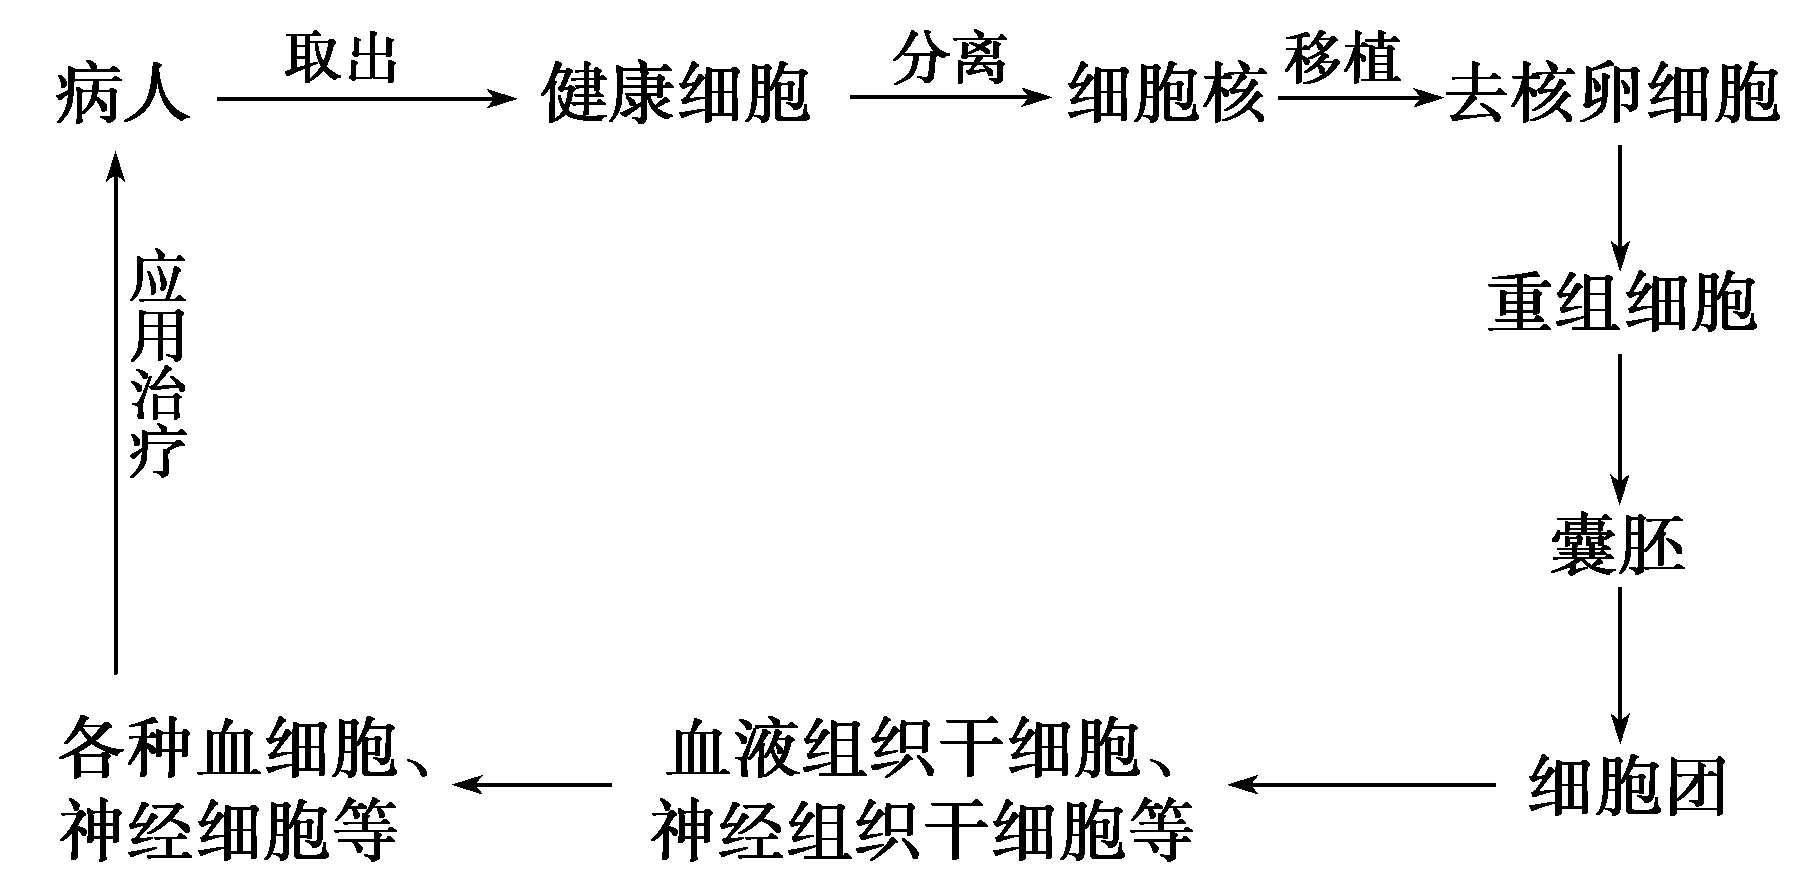 取出
分离
移植
病人
健康细胞
细胞核
去核卵细胞
应用治疗
重组细胞
囊胚
细胞团
血液组织干细胞、
神经组织干细胞等
各种血细胞、
神经细胞等